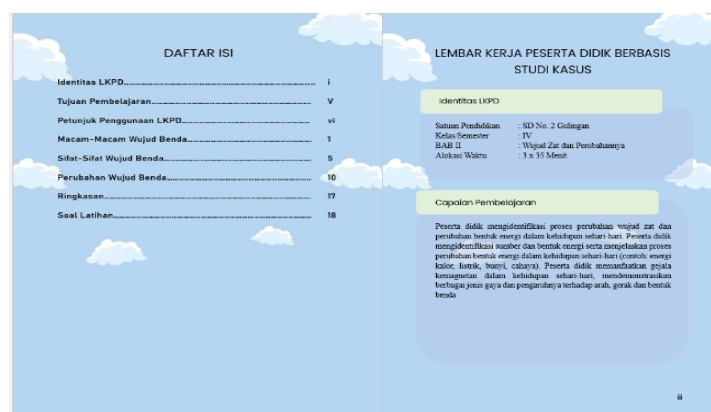 DAFTAR ISI
Identitas LKPD........................................ i
Tujuan Pembelajaran........................................ V
Petunjuk Penggunaan LKPD........................................ vi
Macam-Macam Wujud Benda........................................ 1
Sifat-Sifat Wujud Benda........................................ 5
Perubahan Wujud Benda........................................ 10
Ringkasan........................................ 17
Soal Latihan........................................ 18
LEMBAR KERJA PESERTA DIDIK BERBASIS
STUDI KASUS
Identitas LKPD
Satuan Pendidikan : SD No. 2 Gulingan
Kelas/Semester : IV
BAB II : Wujud Zat dan Perubahannya
Alokasi Waktu : 3 x 35 Menit
Capaian Pembelajaran
Peserta didik mengidentifikasi proses perubahan wujud zat dan
perubahan bentuk energi dalam kehidupan sehari-hari. Peserta didik
mengidentifikasi sumber dan bentuk energi serta menjelaskan proses
perubahan bentuk energi dalam kehidupan sehari-hari (contoh: energi
kalor, listrik, bunyi, cahaya). Peserta didik memanfaatkan gejala
kemagnetan dalam kehidupan sehari-hari, mendemonstrasikan
berbagai jenis gaya dan pengaruhnya terhadap arah, gerak dan bentuk
benda
iii